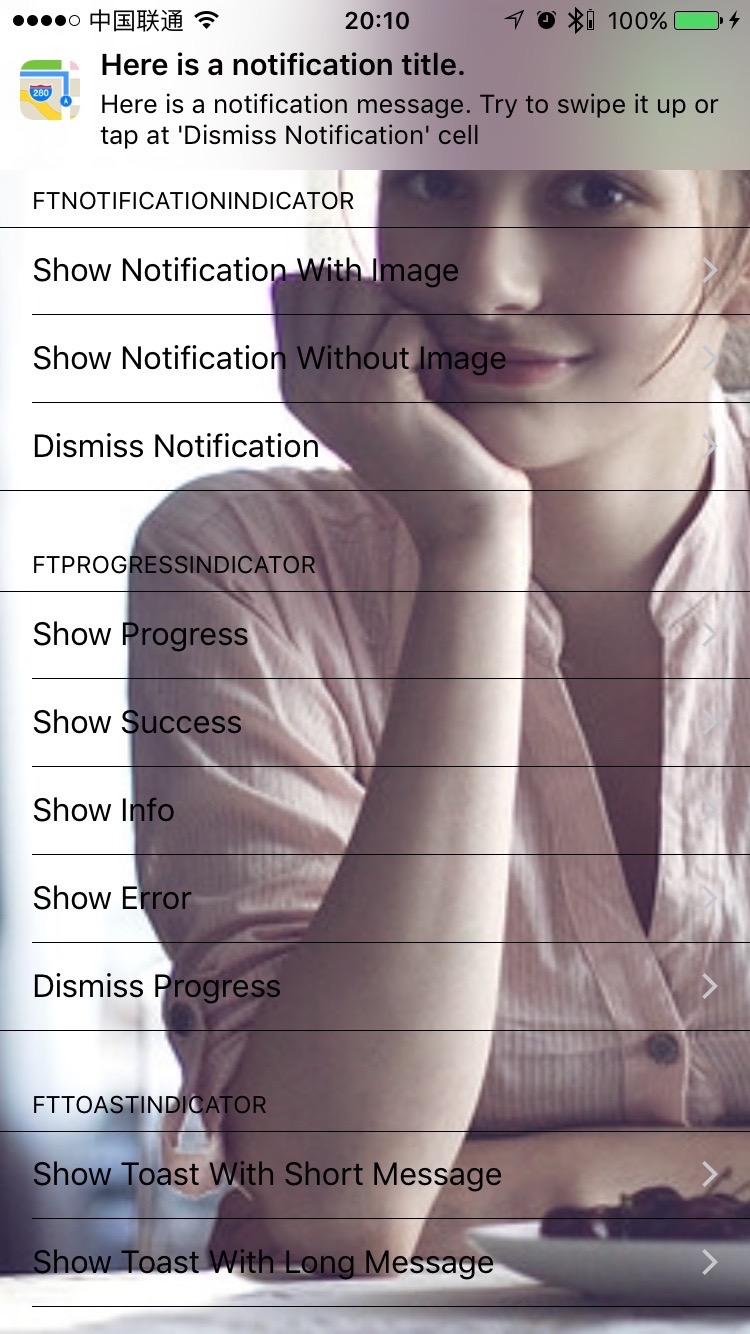 中国联通 20:10 100%
Here is a notification title.
280
Here is a notification message. Try to swipe it up or
tap at 'Dismiss Notification' cell
FTNOTIFICATIONINDICATOR
Show Notification With Image
Show Notification Without Image
Dismiss Notification
FTPROGRESSINDICATOR
Show Progress
Show Success
Show Info
Show Error
Dismiss Progress
FTTOASTINDICATOR
Show Toast With Short Message
Show Toast With Long Message